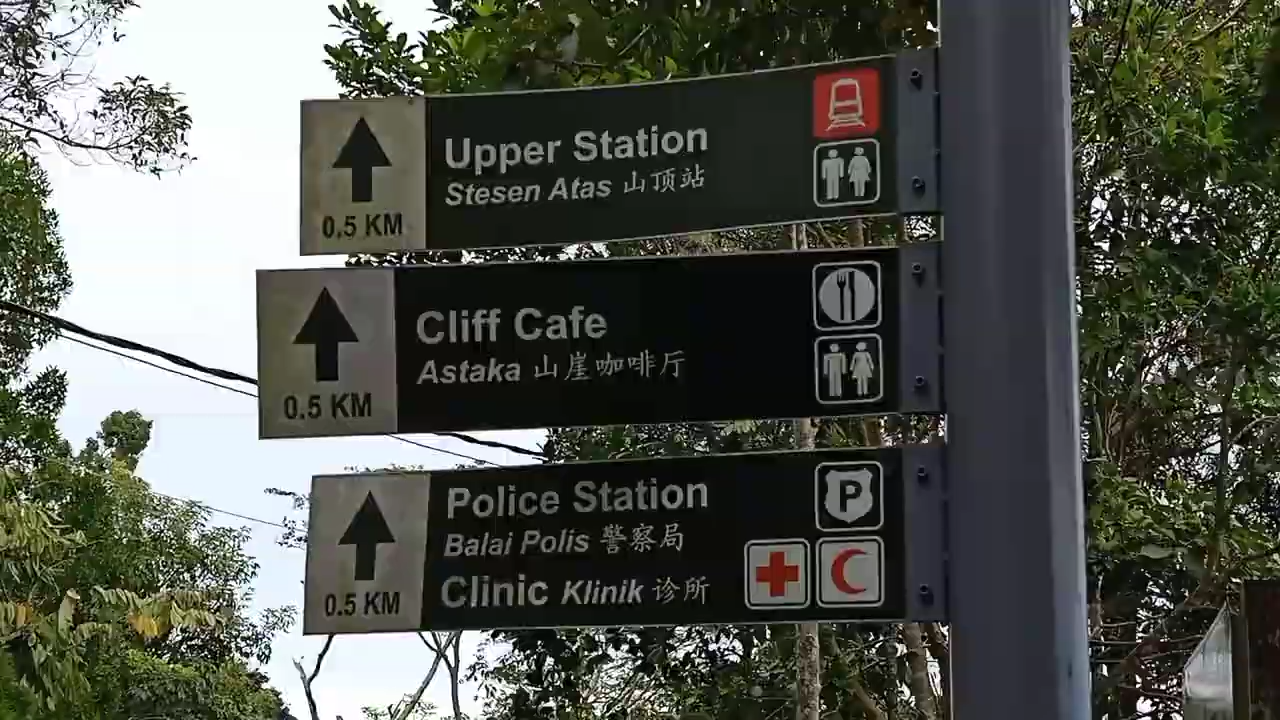 Upper Station
Stesen Atas 山顶站
0.5 KM
Cliff Cafe
Astaka 山崖咖啡厅
0.5 KM
Police Station
Balai Polis 警察局
Clinic Klinik 诊所
0.5 KM
P